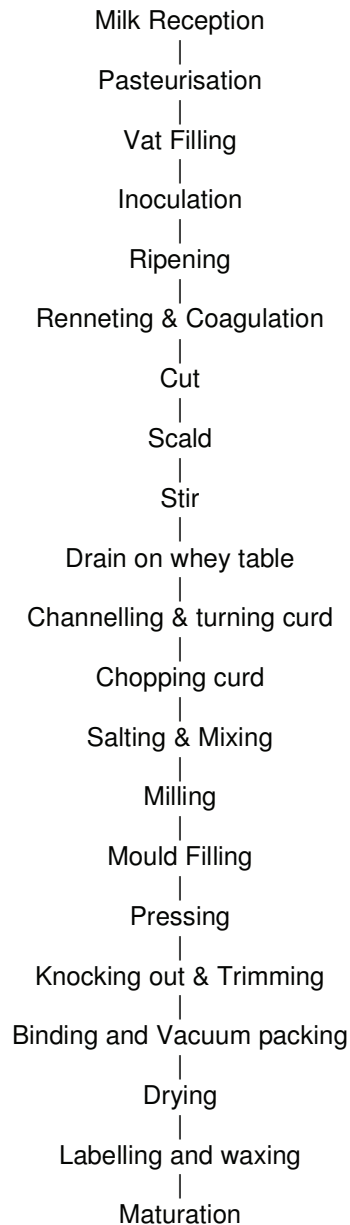 Milk Reception
Pasteurisation
Vat Filling
Inoculation
Ripening
Renneting & Coagulation
Cut
Scald
Stir
Drain on whey table
Channelling & turning curd
Chopping curd
Salting & Mixing
Milling
Mould Filling
Pressing
Knocking out & Trimming
Binding and Vacuum packing
Drying
Labelling and waxing
Maturation